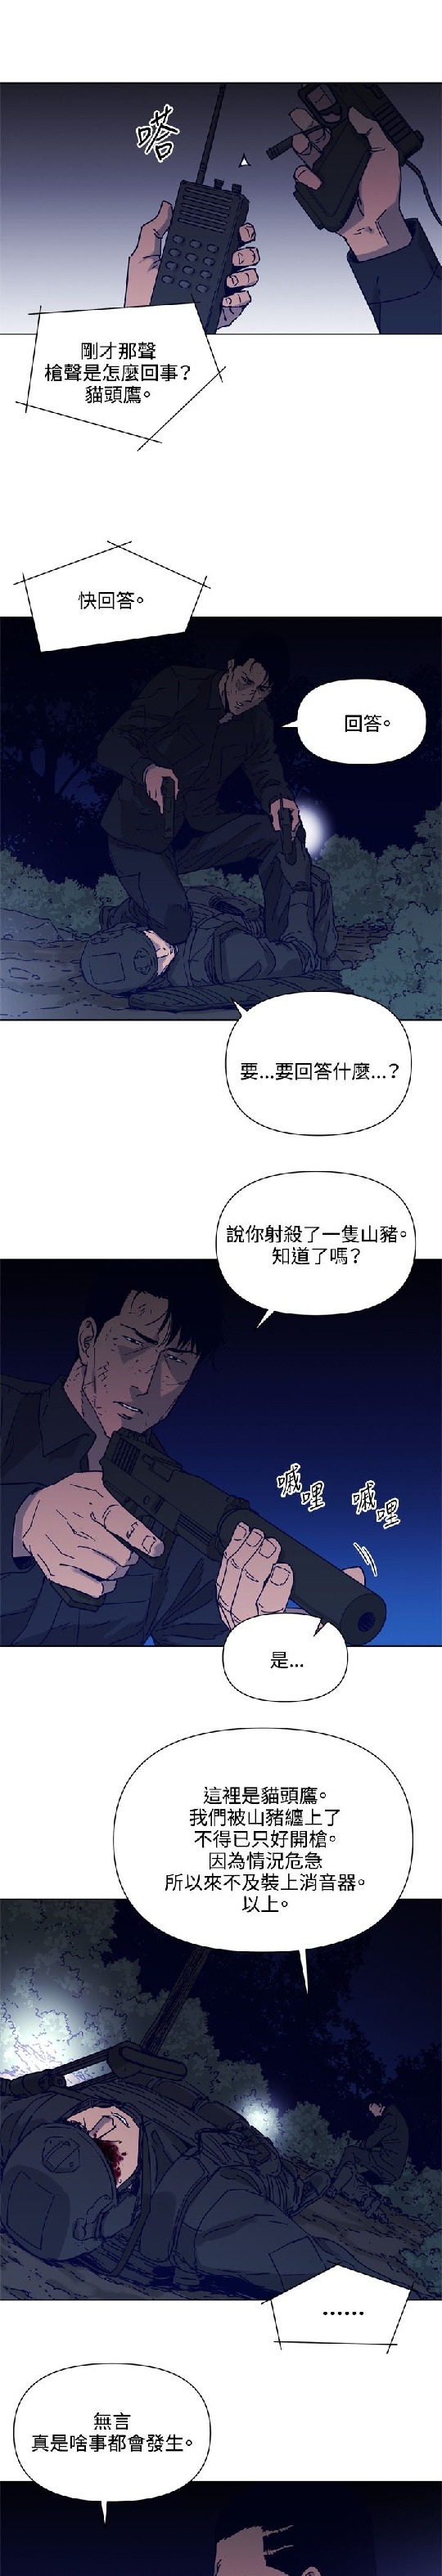 嗒
剛才那聲
槍聲是怎麼回事？
貓頭鷹。
快回答。
回答。
要…要回答什麼…？
說你射殺了一隻山豬。
知道了嗎？
嘁哩
嘁哩
是…
這裡是貓頭鷹。
我們被山豬纏上了
不得已只好開槍。
因為情況危急
所以來不及裝上消音器。
以上。
……
無言
真是啥事都會發生。